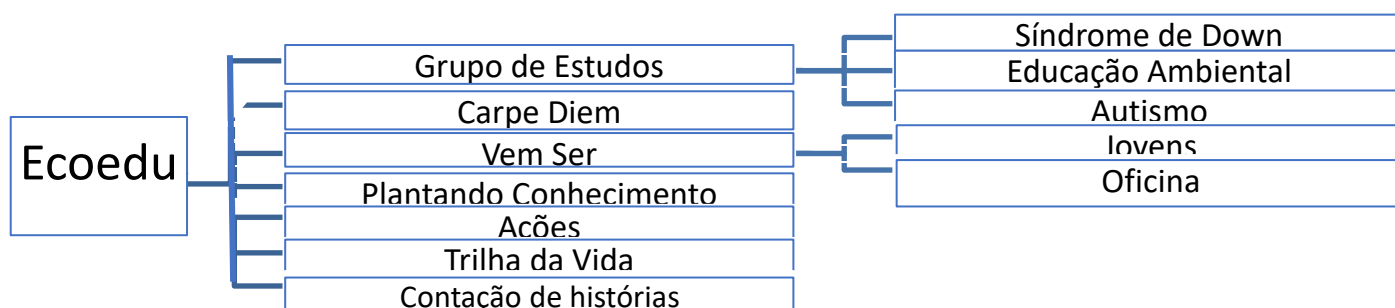 Ecoedu
Grupo de Estudos
Carpe Diem
Vem Ser
Plantando Conhecimento
Ações
Trilha da Vida
Contação de histórias
Síndrome de Down
Educação Ambiental
Autismo
Jovens
Oficina